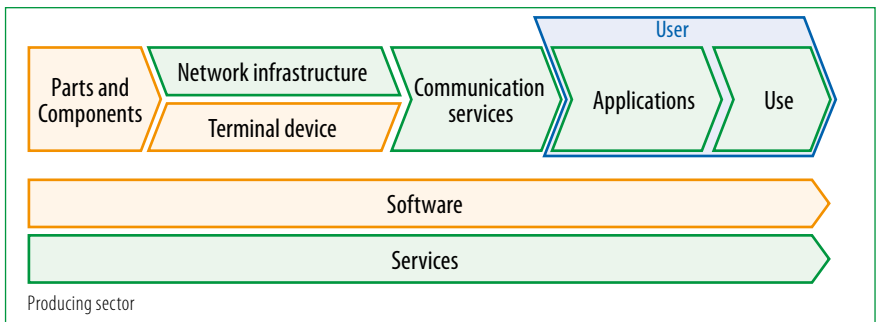 User
Parts and
Components
Network infrastructure
Terminal device
Communication
services
Applications
Use
Software
Services
Producing sector